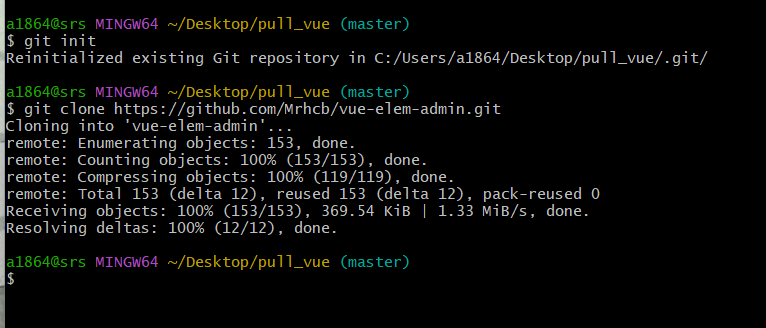 a1864@srs MINGW64 ~/Desktop/pull_vue (master)
$ git init
Reinitialized existing Git repository in C:/Users/a1864/Desktop/pull_vue/.git/
a1864@srs MINGW64 ~/Desktop/pull_vue (master)
$ git clone https://github.com/Mrhcb/vue-elem-admin.git
Cloning into 'vue-elem-admin'...
remote: Enumerating objects: 153, done.
remote: Counting objects: 100% (153/153), done.
remote: Compressing objects: 100% (119/119), done.
remote: Total 153 (delta 12), reused 153 (delta 12), pack-reused 0
Receiving objects: 100% (153/153), 369.54 KiB | 1.33 MiB/s, done.
Resolving deltas: 100% (12/12), done.
a1864@srs MINGW64 ~/Desktop/pull_vue (master)
$